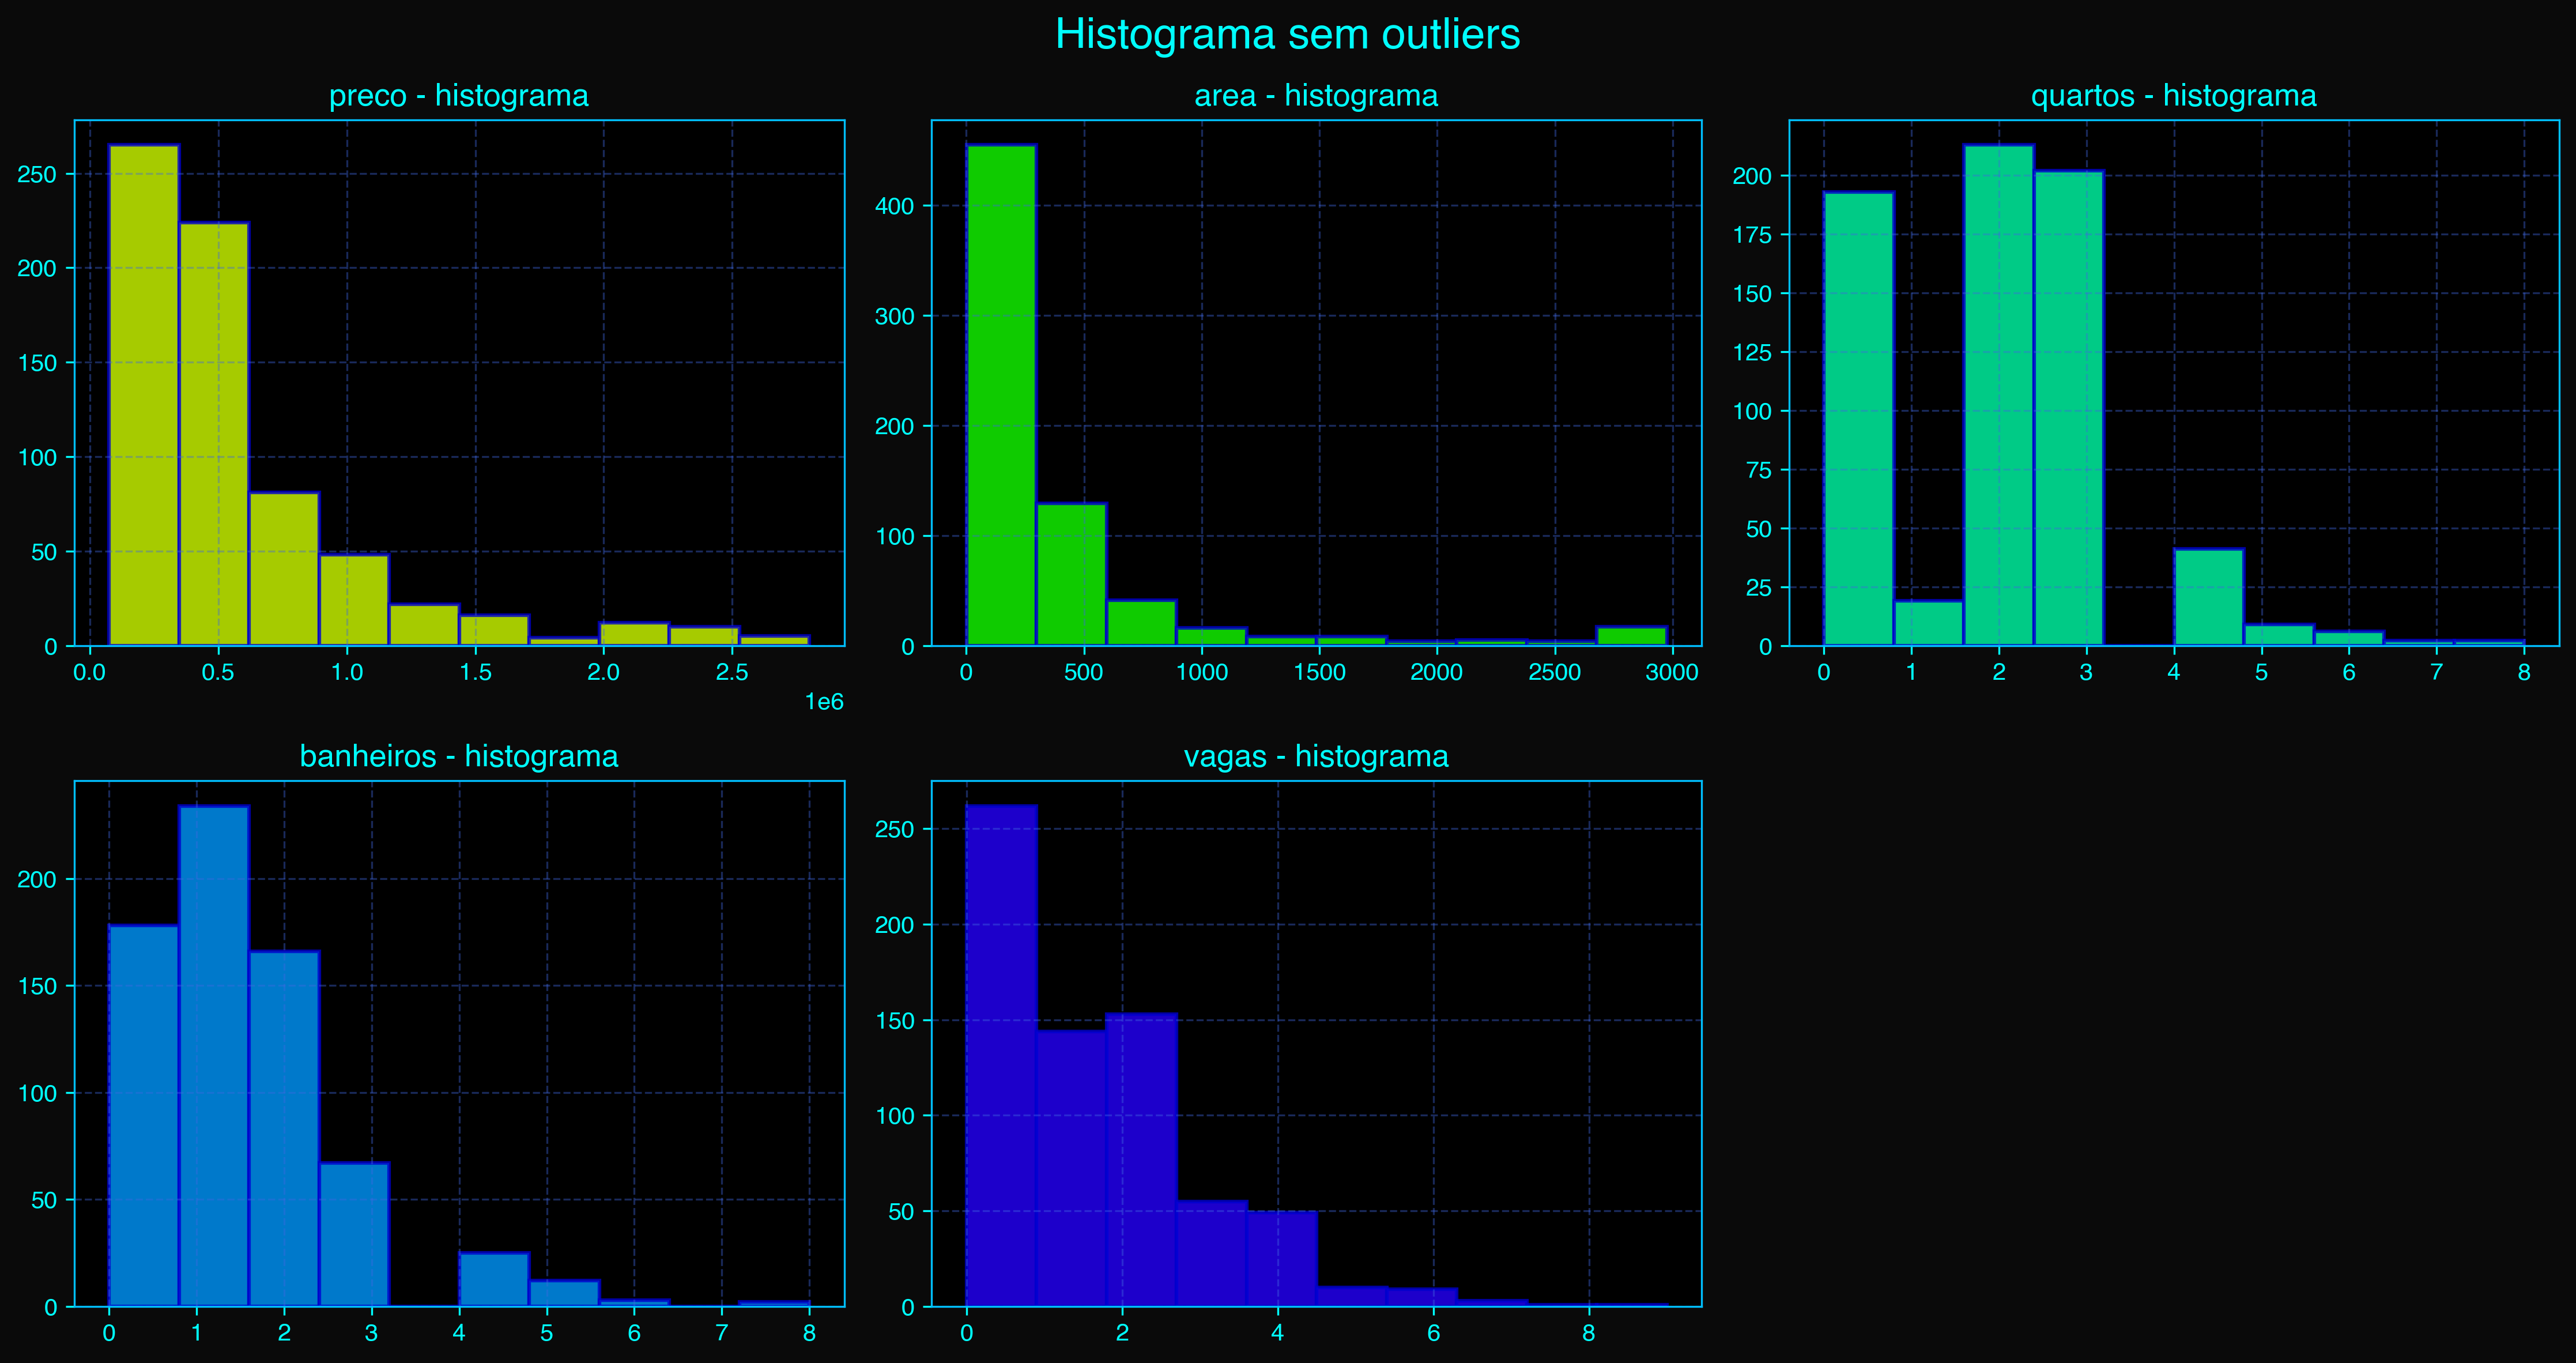 Histograma sem outliers
preco - histograma
250
200
150
100
50
0
0.0 0.5 1.0 1.5 2.0 2.5
1e6
area - histograma
400
300
200
100
0
0 500 1000 1500 2000 2500 3000
quartos - histograma
200
175
150
125
100
75
50
25
0
0 1 2 3 4 5 6 7 8
banheiros - histograma
200
150
100
50
0
0 1 2 3 4 5 6 7 8
vagas - histograma
250
200
150
100
50
0
0 2 4 6 8